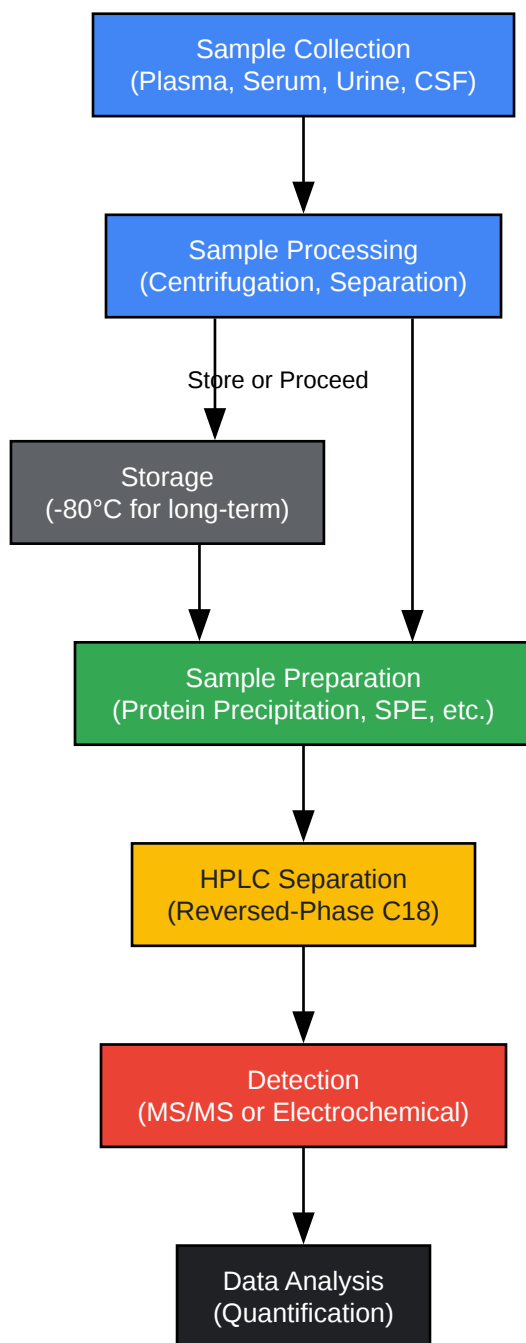 Sample Collection
(Plasma, Serum, Urine, CSF)
Sample Processing
(Centrifugation, Separation)
Store or Proceed
Storage
(-80°C for long-term)
Sample Preparation
(Protein Precipitation, SPE, etc.)
HPLC Separation
(Reversed-Phase C18)
Detection
(MS/MS or Electrochemical)
Data Analysis
(Quantification)